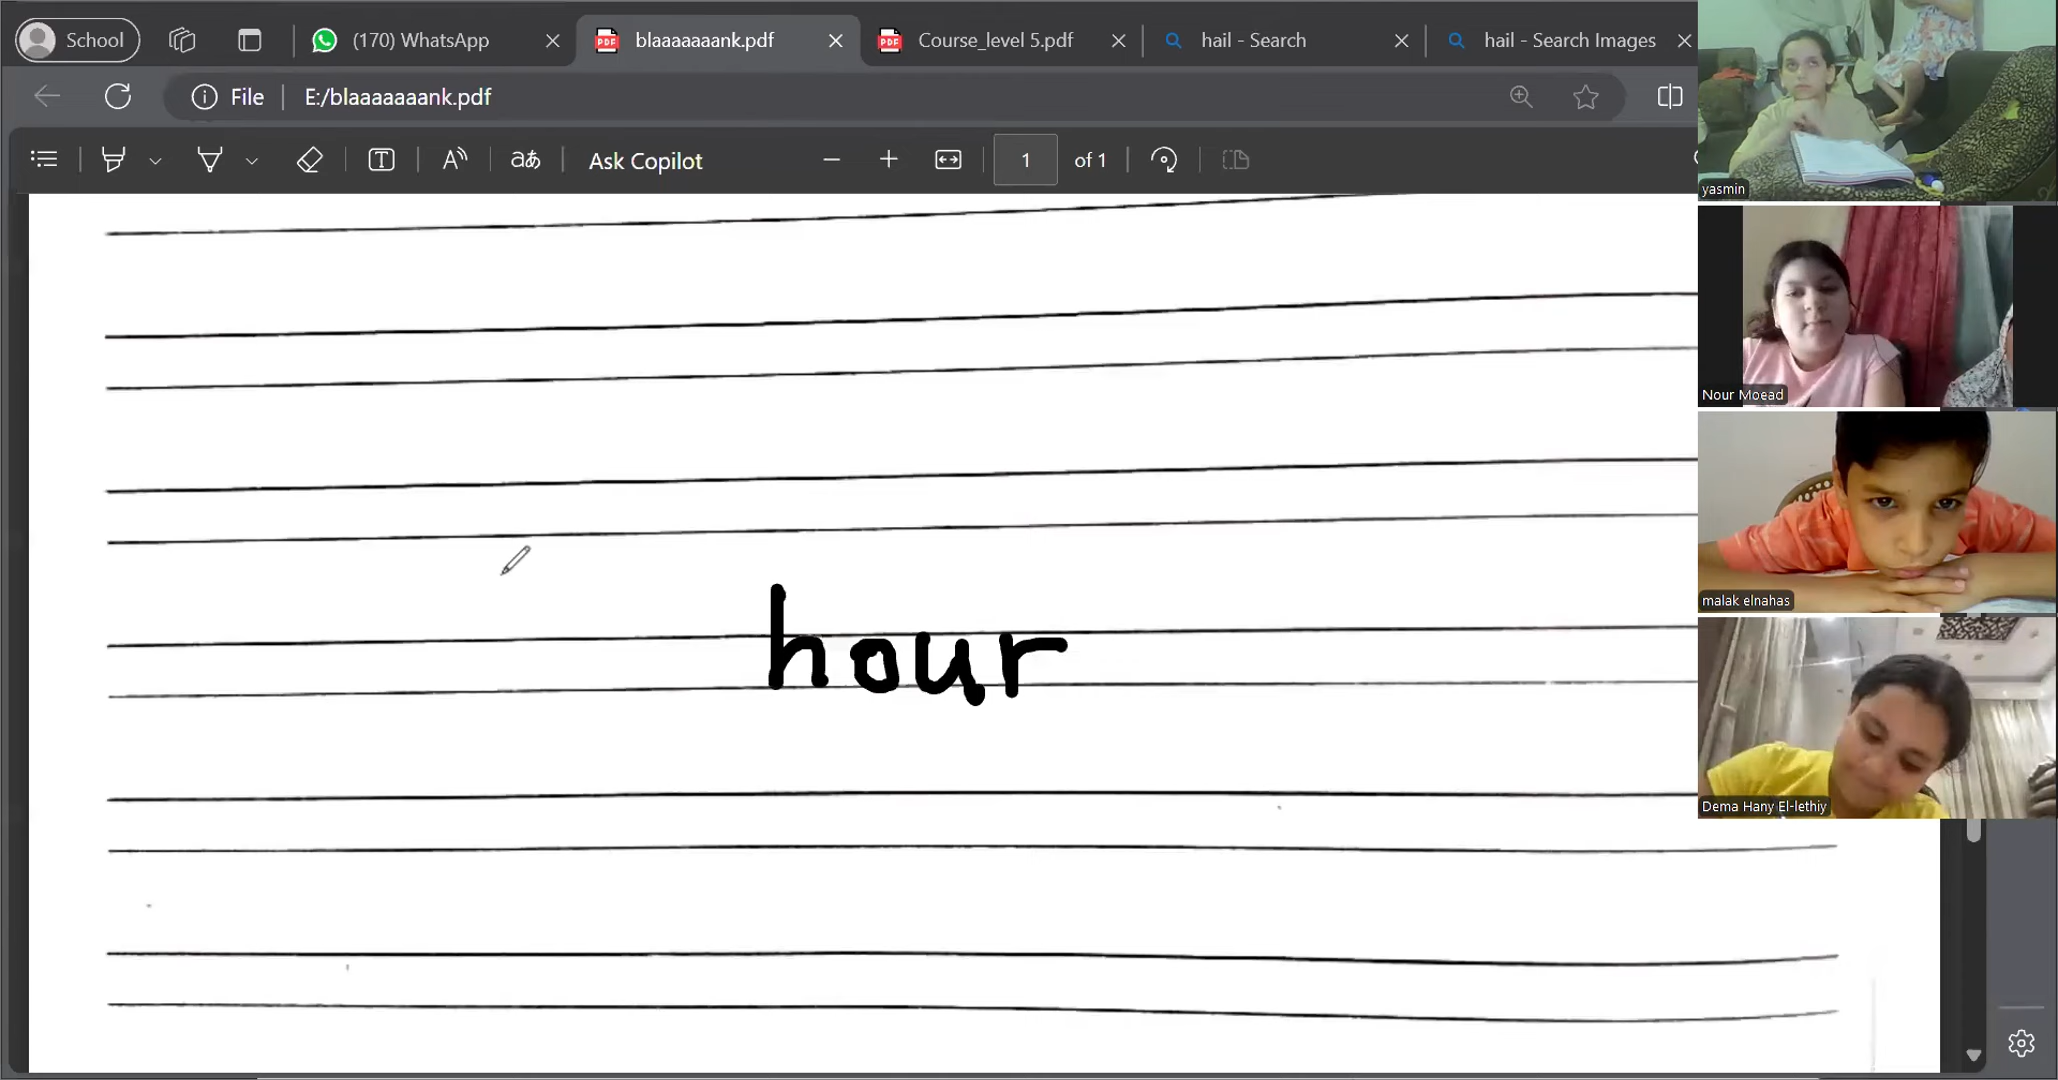 School
(170) WhatsApp
blaaaaaaank.pdf
Course_level 5.pdf
hail - Search
hail - Search Images
File
E:/blaaaaaaank.pdf
Ask Copilot
1 of 1
hour
yasmin
Nour Moead
malak elnahas
Dema Hany El-lethiy